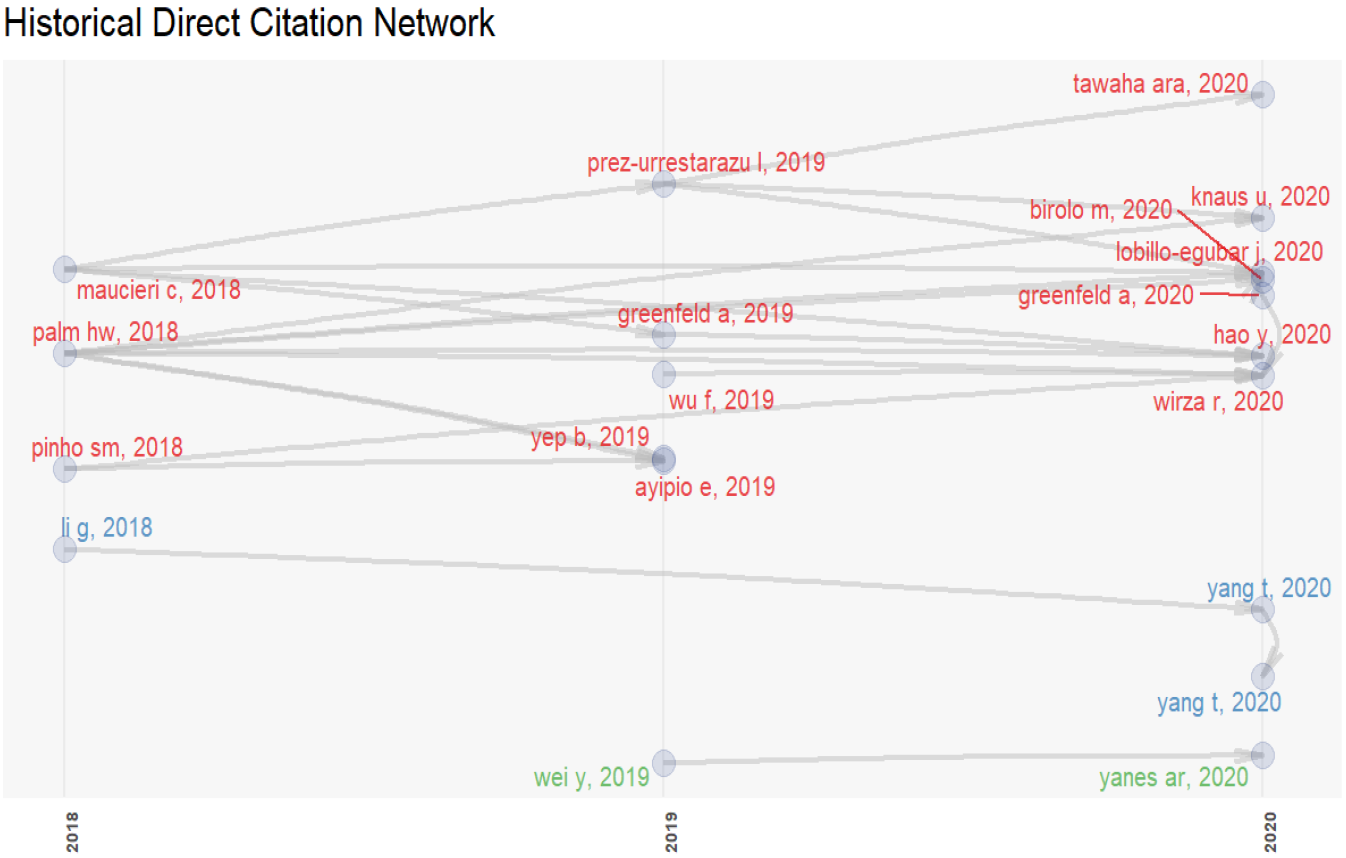 Historical Direct Citation Network
tawaha ara, 2020
prez-urrestarazu l, 2019
knaus u, 2020
birolo m, 2020
lobillo-egubar j, 2020
maucieri c, 2018
greenfeld a, 2020
greenfeld a, 2019
palm hw, 2018
hao y, 2020
wu f, 2019
wirza r, 2020
yep b, 2019
pinho sm, 2018
ayipio e, 2019
li g, 2018
yang t, 2020
yang t, 2020
wei y, 2019
yanes ar, 2020
2018
2019
2020